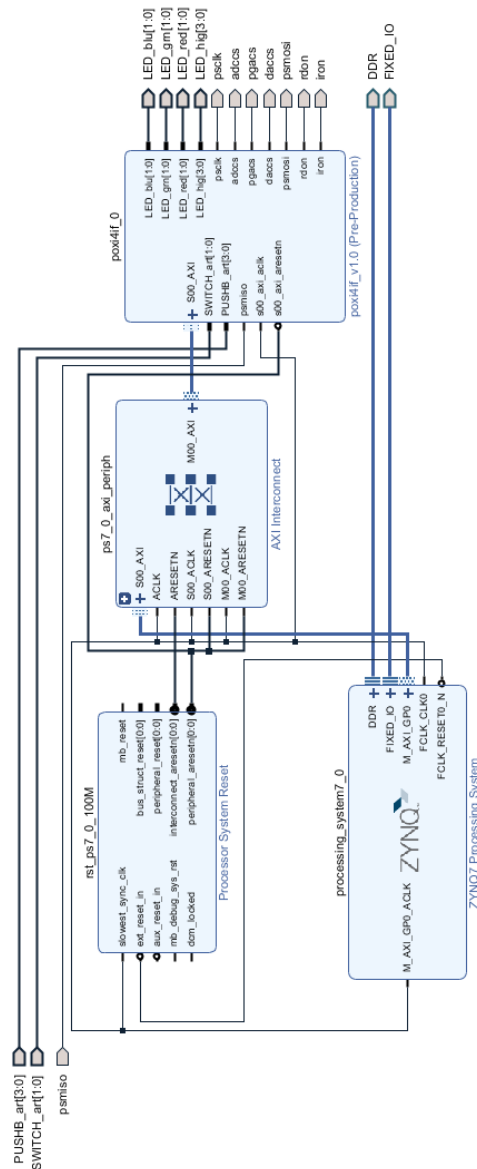 PUSHB_art[3:0]
SWITCH_art[1:0]
psmiso
rst_ps7_0_100M
slowest_sync_clk
ext_reset_in
aux_reset_in
mb_debug_sys_rst
dcm_locked
mb_reset
bus_struct_reset[0:0]
peripheral_reset[0:0]
interconnect_aresetn[0:0]
peripheral_aresetn[0:0]
Processor System Reset
processing_system7_0
M_AXI_GP0_ACLK
ZYNQ
DDR
FIXED_IO
M_AXI_GP0
FCLK_CLK0
FCLK_RESET0_N
ZYNQ7 Processing System
ps7_0_axi_periph
S00_AXI
ACLK
ARESETN
S00_ACLK
S00_ARESETN
M00_ACLK
M00_ARESETN
M00_AXI
AXI Interconnect
poxi4if_0
S00_AXI
SWITCH_art[1:0]
PUSHB_art[3:0]
psmiso
s00_axi_aclk
s00_axi_aresetn
LED_blu[1:0]
LED_grn[1:0]
LED_red[1:0]
LED_hig[3:0]
psclk
adccs
pgacs
daccs
psmosi
rdon
iron
poxi4if_v1.0 (Pre-Production)
LED_blu[1:0]
LED_grn[1:0]
LED_red[1:0]
LED_hig[3:0]
psclk
adccs
pgacs
daccs
psmosi
rdon
iron
DDR
FIXED_IO